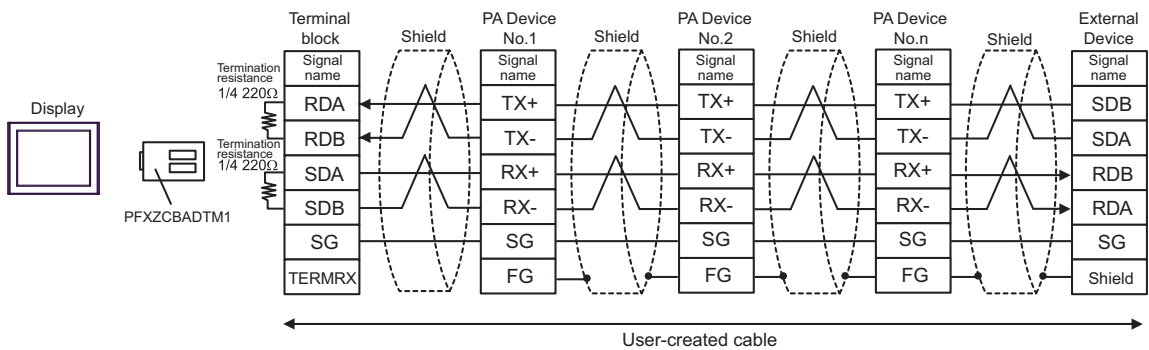 Display
PFXZCBADTM1
Termination
resistance
1/4 220Ω
Termination
resistance
1/4 220Ω
Terminal
block
Signal
name
RDA
RDB
SDA
SDB
SG
TERMRX
Shield
PA Device
No.1
Signal
name
TX+
TX-
RX+
RX-
SG
FG
Shield
PA Device
No.2
Signal
name
TX+
TX-
RX+
RX-
SG
FG
Shield
PA Device
No.n
Signal
name
TX+
TX-
RX+
RX-
SG
FG
Shield
External
Device
Signal
name
SDB
SDA
RDB
RDA
SG
Shield
User-created cable